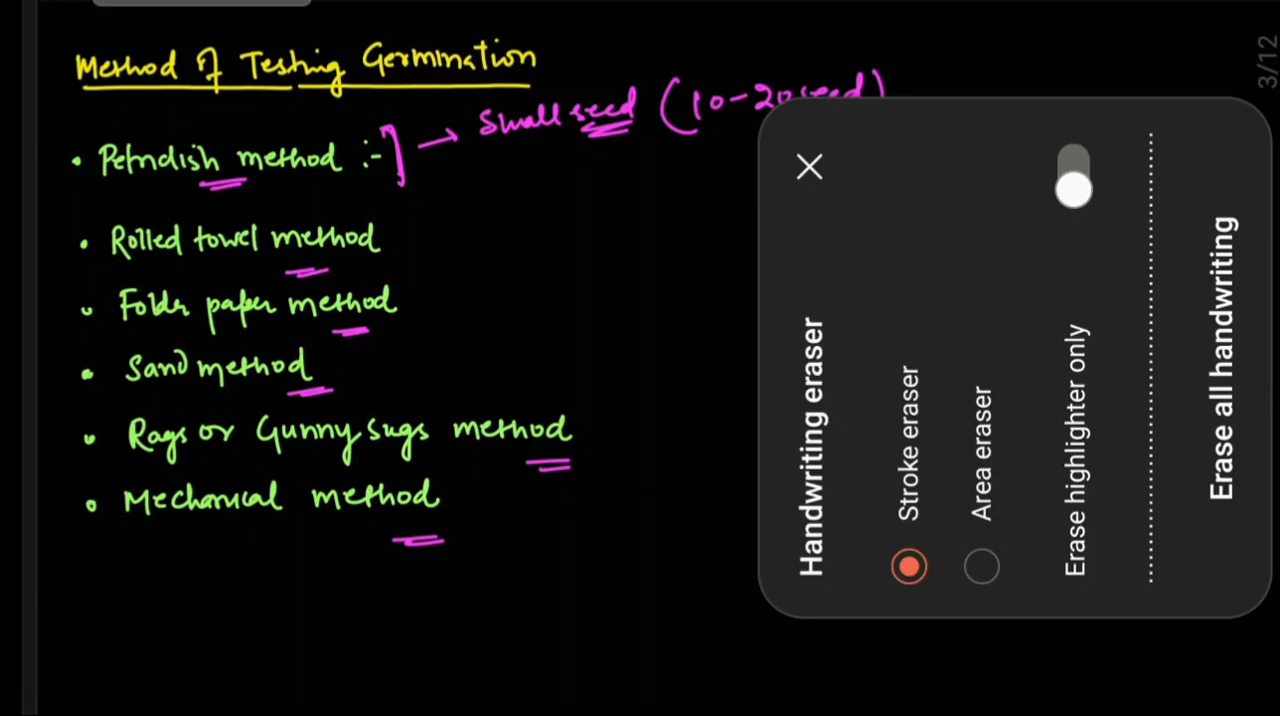 Method of Testing Germination
• Petridish method :- ] → Small seed (10-20 seed)
• Rolled towel method
• Folder paper method
• Sand method
• Rags or Gunny sugs method
• Mechanical method
Handwriting eraser
Stroke eraser
Area eraser
Erase highlighter only
Erase all handwriting
3/12